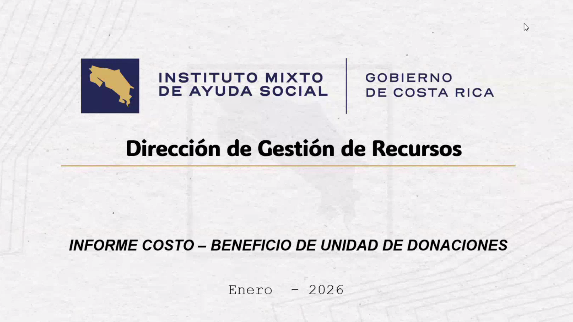 INSTITUTO MIXTO
DE AYUDA SOCIAL
GOBIERNO
DE COSTA RICA
Dirección de Gestión de Recursos
INFORME COSTO – BENEFICIO DE UNIDAD DE DONACIONES
Enero - 2026